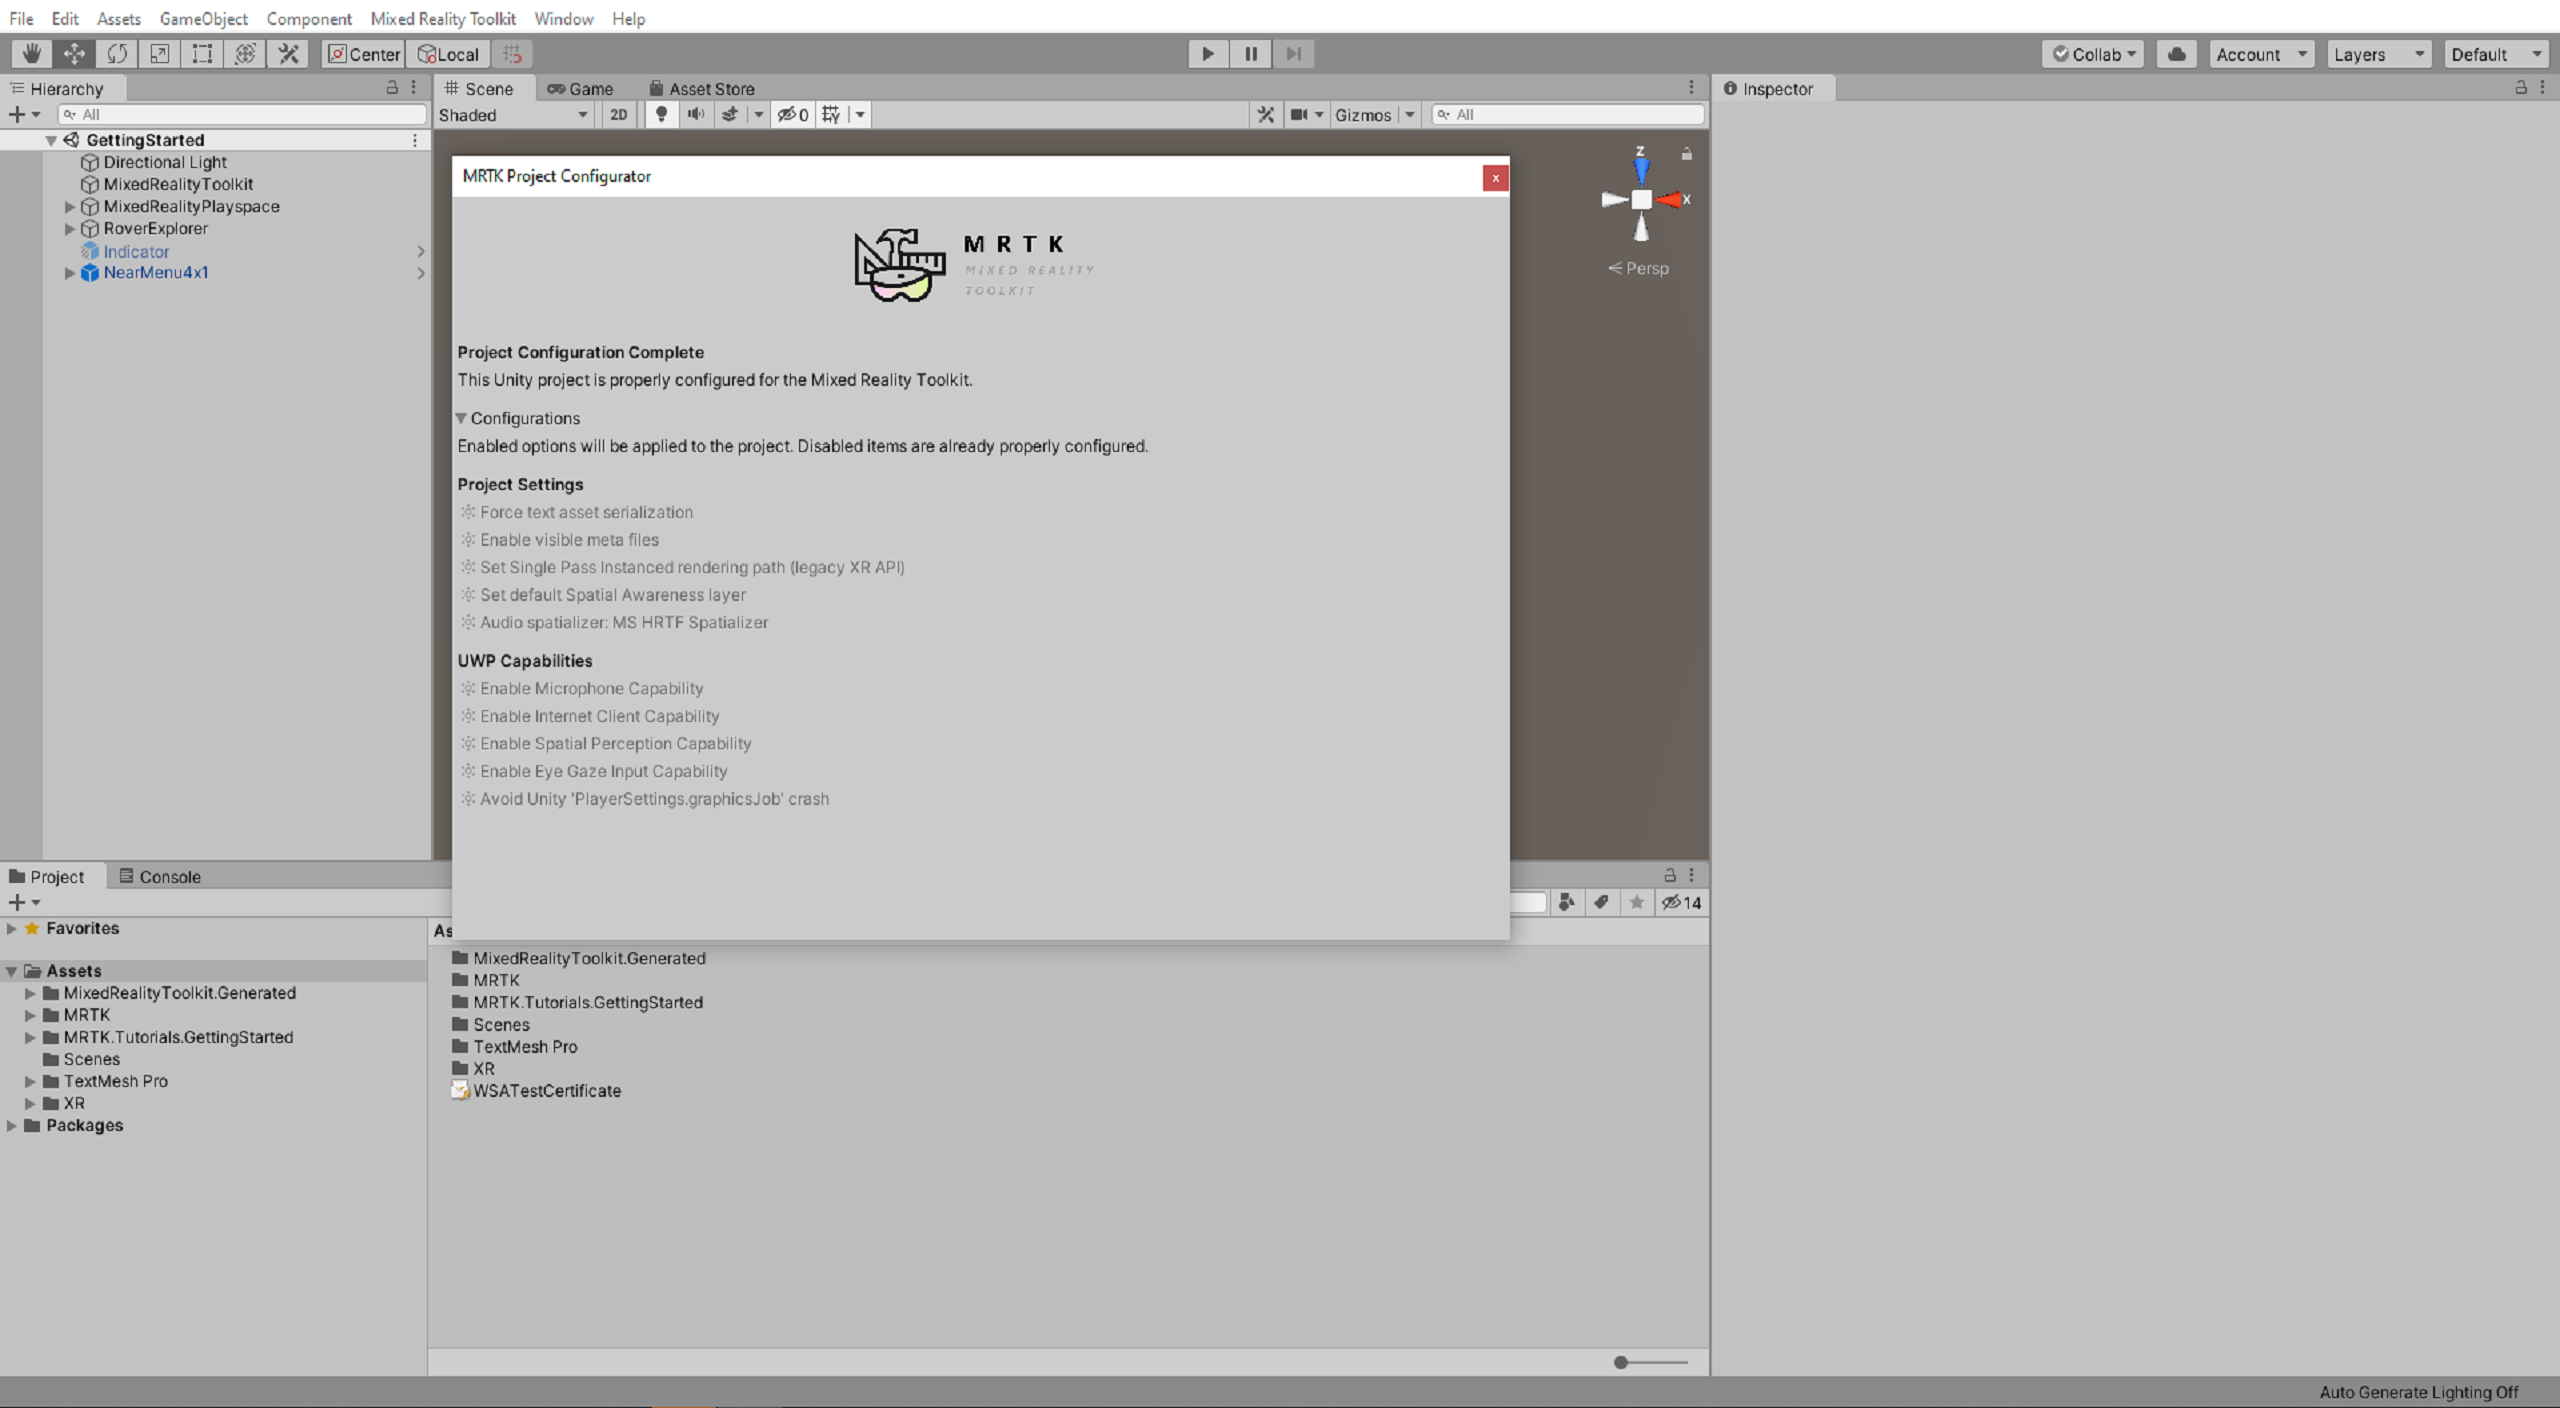 File Edit Assets GameObject Component Mixed Reality Toolkit Window Help
Center Local Collab Account Layers Default
Hierarchy
All
GettingStarted
Directional Light
MixedRealityToolkit
MixedRealityPlayspace
RoverExplorer
Indicator
NearMenu4x1
Scene Game Asset Store
Shaded 2D 0 Gizmos All
z
x
Persp
Inspector
MRTK Project Configurator
x
MRTK
MIXED REALITY
TOOLKIT
Project Configuration Complete
This Unity project is properly configured for the Mixed Reality Toolkit.
Configurations
Enabled options will be applied to the project. Disabled items are already properly configured.
Project Settings
Force text asset serialization
Enable visible meta files
Set Single Pass Instanced rendering path (legacy XR API)
Set default Spatial Awareness layer
Audio spatializer: MS HRTF Spatializer
UWP Capabilities
Enable Microphone Capability
Enable Internet Client Capability
Enable Spatial Perception Capability
Enable Eye Gaze Input Capability
Avoid Unity 'PlayerSettings.graphicsJob' crash
Project Console
14
Favorites
Assets
MixedRealityToolkit.Generated
MRTK
MRTK.Tutorials.GettingStarted
Scenes
TextMesh Pro
XR
Packages
As
MixedRealityToolkit.Generated
MRTK
MRTK.Tutorials.GettingStarted
Scenes
TextMesh Pro
XR
WSATestCertificate
Auto Generate Lighting Off